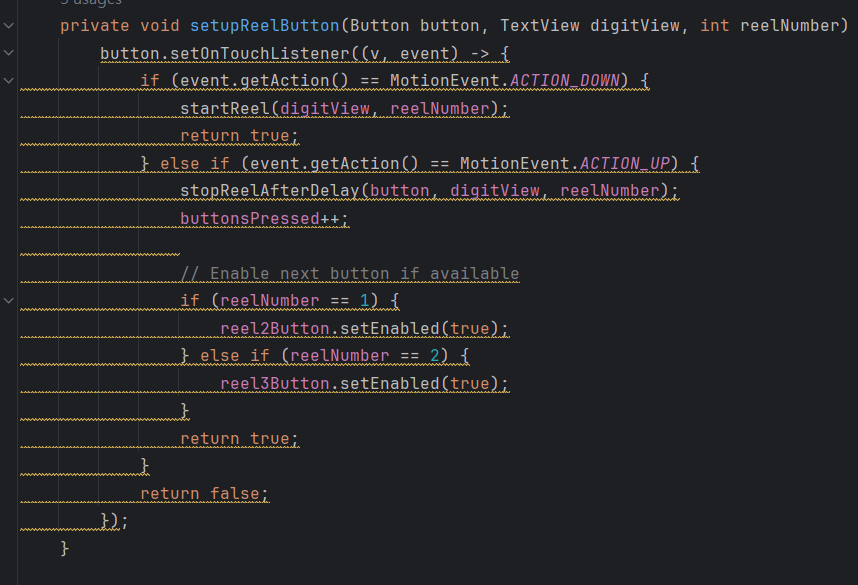 3 usages
private void setupReelButton(Button button, TextView digitView, int reelNumber)
button.setOnTouchListener((v, event) -> {
if (event.getAction() == MotionEvent.ACTION_DOWN) {
startReel(digitView, reelNumber);
return true;
} else if (event.getAction() == MotionEvent.ACTION_UP) {
stopReelAfterDelay(button, digitView, reelNumber);
buttonsPressed++;
// Enable next button if available
if (reelNumber == 1) {
reel2Button.setEnabled(true);
} else if (reelNumber == 2) {
reel3Button.setEnabled(true);
}
return true;
}
return false;
});
}